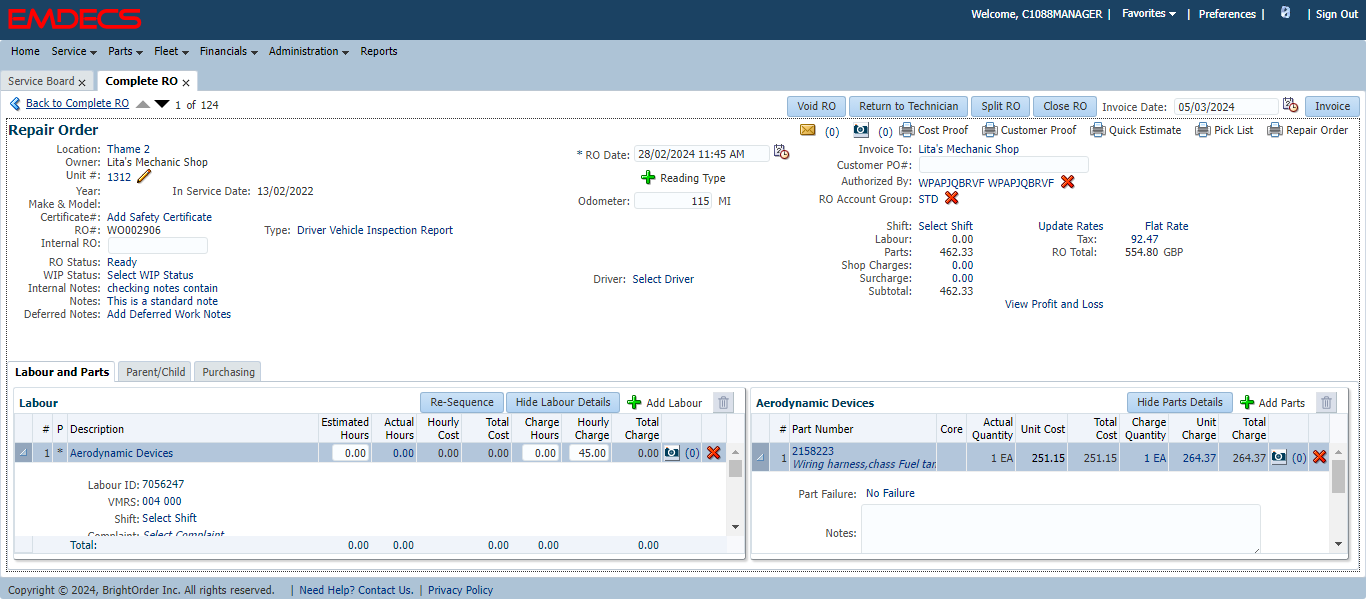 EMDECS
Welcome, C1088MANAGER | Favorites | Preferences | | Sign Out
Home Service Parts Fleet Financials Administration Reports
Service Board x Complete RO x
Back to Complete RO 1 of 124
Void RO Return to Technician Split RO Close RO Invoice Date: 05/03/2024 Invoice
Repair Order
(0) (0) Cost Proof Customer Proof Quick Estimate Pick List Repair Order
Location: Thame 2
Owner: Lita's Mechanic Shop
Unit #: 1312
Year: In Service Date: 13/02/2022
Make & Model:
Certificate#: Add Safety Certificate
RO#: WO002906 Type: Driver Vehicle Inspection Report
Internal RO:
RO Status: Ready
WIP Status: Select WIP Status
Internal Notes: checking notes contain
Notes: This is a standard note
Deferred Notes: Add Deferred Work Notes
* RO Date: 28/02/2024 11:45 AM
Reading Type
Odometer: 115 MI
Driver: Select Driver
Invoice To: Lita's Mechanic Shop
Customer PO#:
Authorized By: WPAPJQBRVF WPAPJQBRVF
RO Account Group: STD
Shift: Select Shift Update Rates Flat Rate
Labour: 0.00 Tax: 92.47
Parts: 462.33 RO Total: 554.80 GBP
Shop Charges: 0.00
Surcharge: 0.00
Subtotal: 462.33
View Profit and Loss
Labour and Parts Parent/Child Purchasing
Labour Re-Sequence Hide Labour Details Add Labour
# P Description Estimated Hours Actual Hours Hourly Cost Total Cost Charge Hours Hourly Charge Total Charge
1 * Aerodynamic Devices 0.00 0.00 0.00 0.00 0.00 45.00 0.00 (0)
Labour ID: 7056247
VMRS: 004 000
Shift: Select Shift
Complaint: Select Complaint
Total: 0.00 0.00 0.00 0.00 0.00
Aerodynamic Devices Hide Parts Details Add Parts
# Part Number Core Actual Quantity Unit Cost Total Cost Charge Quantity Unit Charge Total Charge
1 2158223 1 EA 251.15 251.15 1 EA 264.37 264.37 (0)
Wiring harness,chass Fuel tan
Part Failure: No Failure
Notes:
Copyright © 2024, BrightOrder Inc. All rights reserved. | Need Help? Contact Us. | Privacy Policy